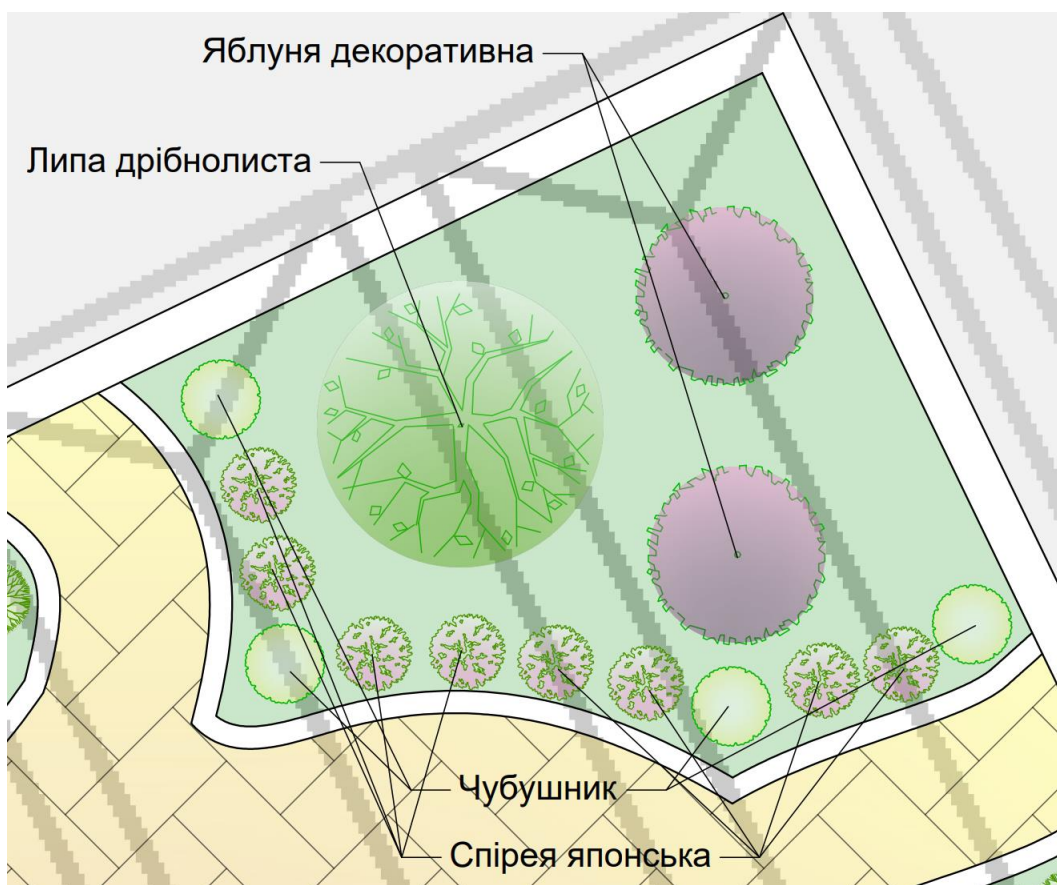 Яблуня декоративна
Липа дрібнолиста
Чубушник
Спірея японська